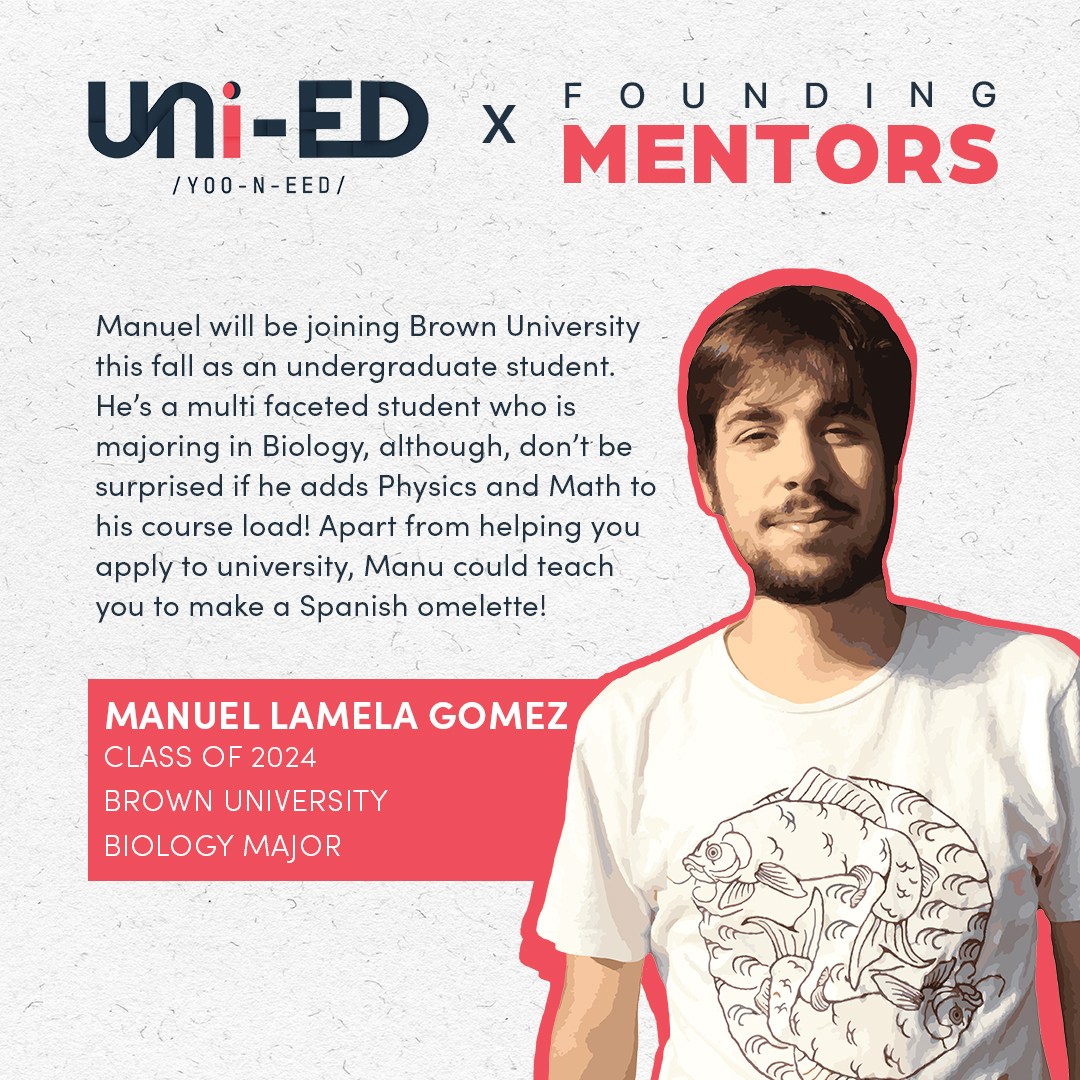 UNi-ED X FOUNDING
MENTORS
/YOO-N-EED/
Manuel will be joining Brown University
this fall as an undergraduate student.
He's a multi faceted student who is
majoring in Biology, although, don't be
surprised if he adds Physics and Math to
his course load! Apart from helping you
apply to university, Manu could teach
you to make a Spanish omelette!
MANUEL LAMELA GOMEZ
CLASS OF 2024
BROWN UNIVERSITY
BIOLOGY MAJOR